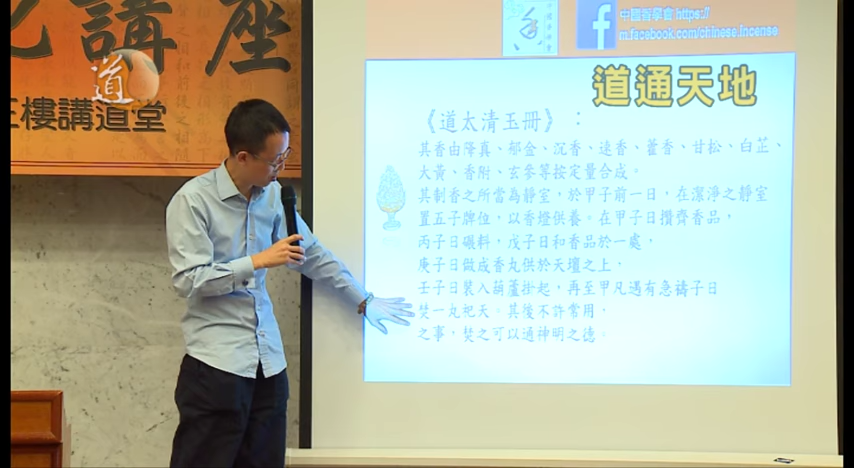 講座
道
樓講道堂
中國香學會
中國哲學會 https://
m.facebook.com/chinese.incense
道通天地
《道太清玉冊》：
其香由降真、郁金、沉香、速香、藿香、甘松、白芷、
大黃、香附、玄參等按定量合成。
其制香之所當為靜室，於甲子前一日，在潔淨之靜室
置五子牌位，以香燈供養。在甲子日攢齊香品，
丙子日碾料，戊子日和香品於一處，
庚子日做成香丸供於天壇之上，
壬子日裝入葫蘆掛起，再至甲凡遇有急禱子日
焚一丸祀天。其後不許常用，
之事，焚之可以通神明之德。